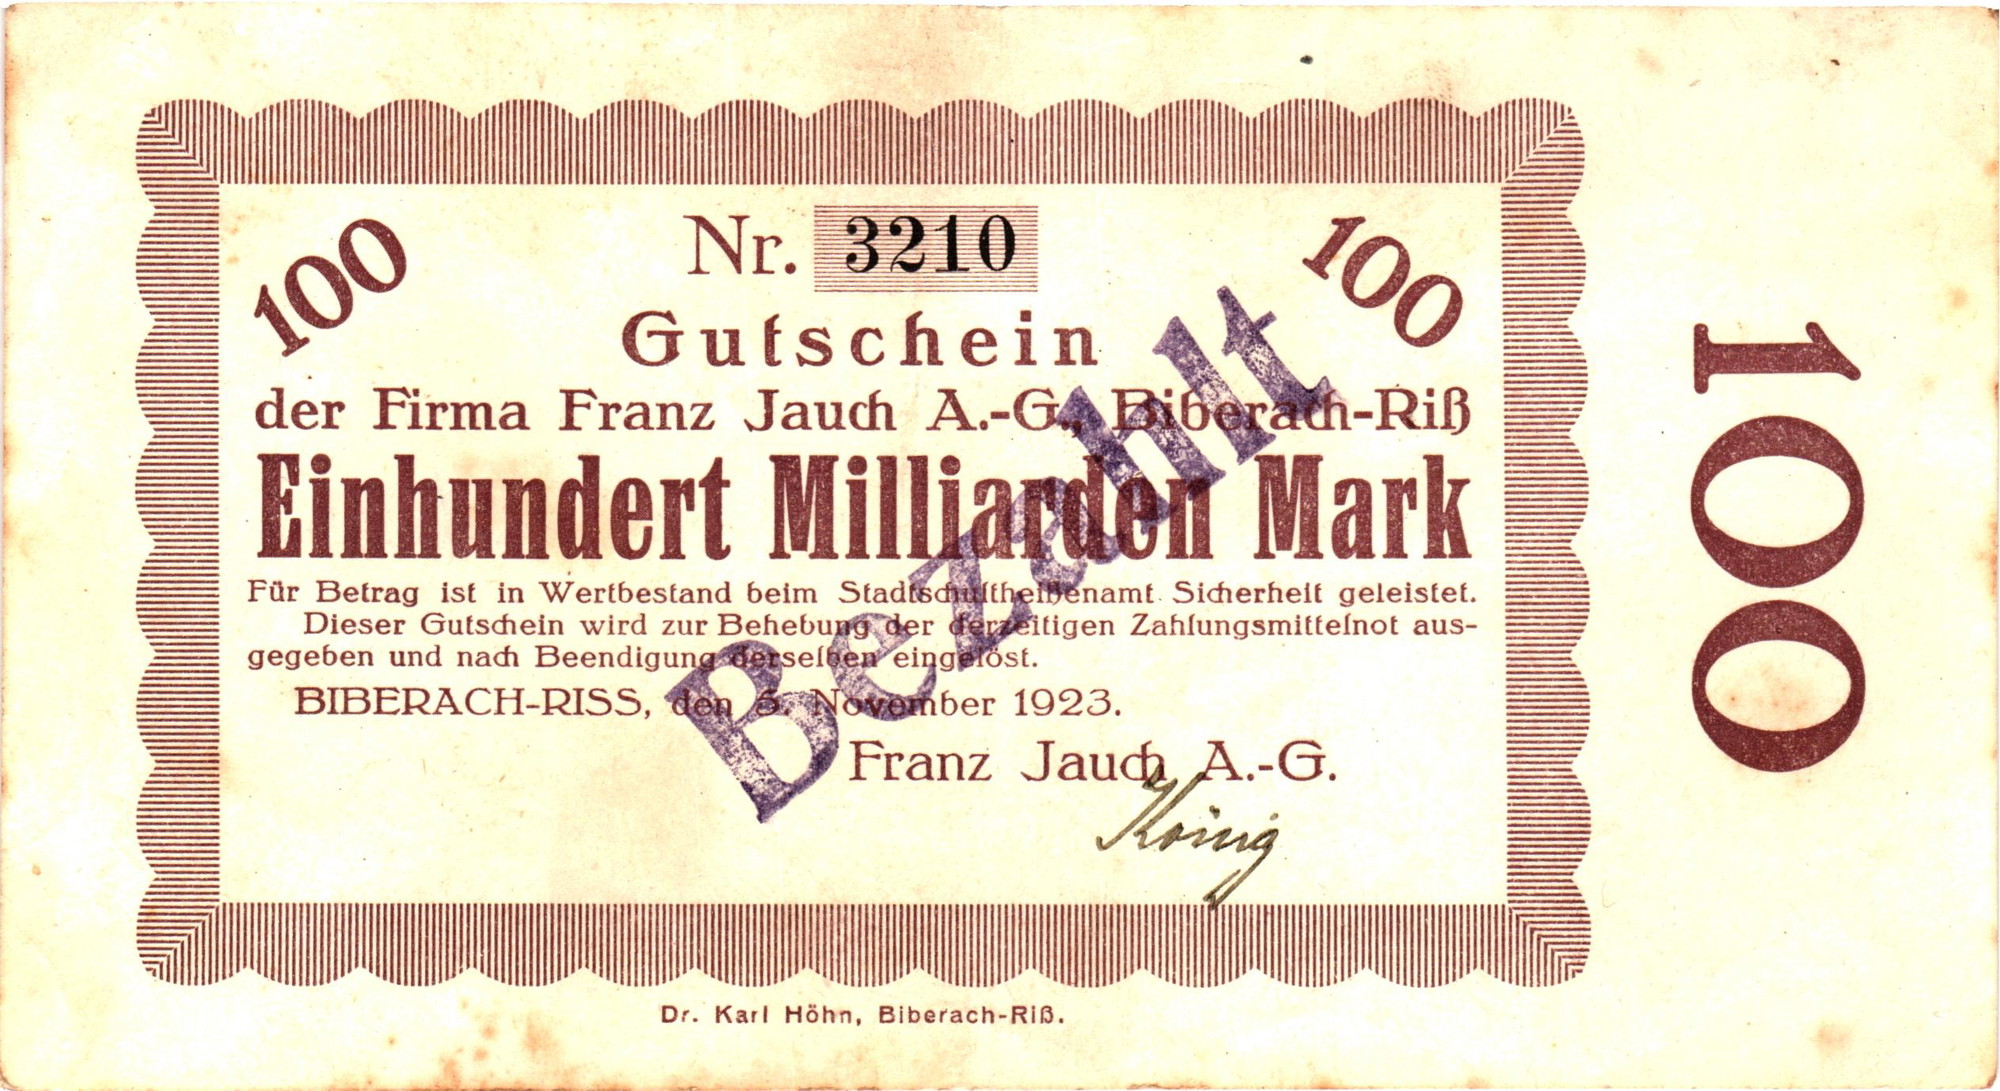 100
Nr. 3210
100
Gutschein
der Firma Franz Jauch A.-G., Biberach-Riß
Einhundert Milliarden Mark
Für Betrag ist in Wertbestand beim Stadtschultheißenamt Sicherheit geleistet.
Dieser Gutschein wird zur Behebung der derzeitigen Zahlungsmittelnot aus-
gegeben und nach Beendigung derselben eingelöst.
BIBERACH-RISS, den 5. November 1923.
Franz Jauch A.-G.
König
Bezahlt
100
Dr. Karl Höhn, Biberach-Riß.